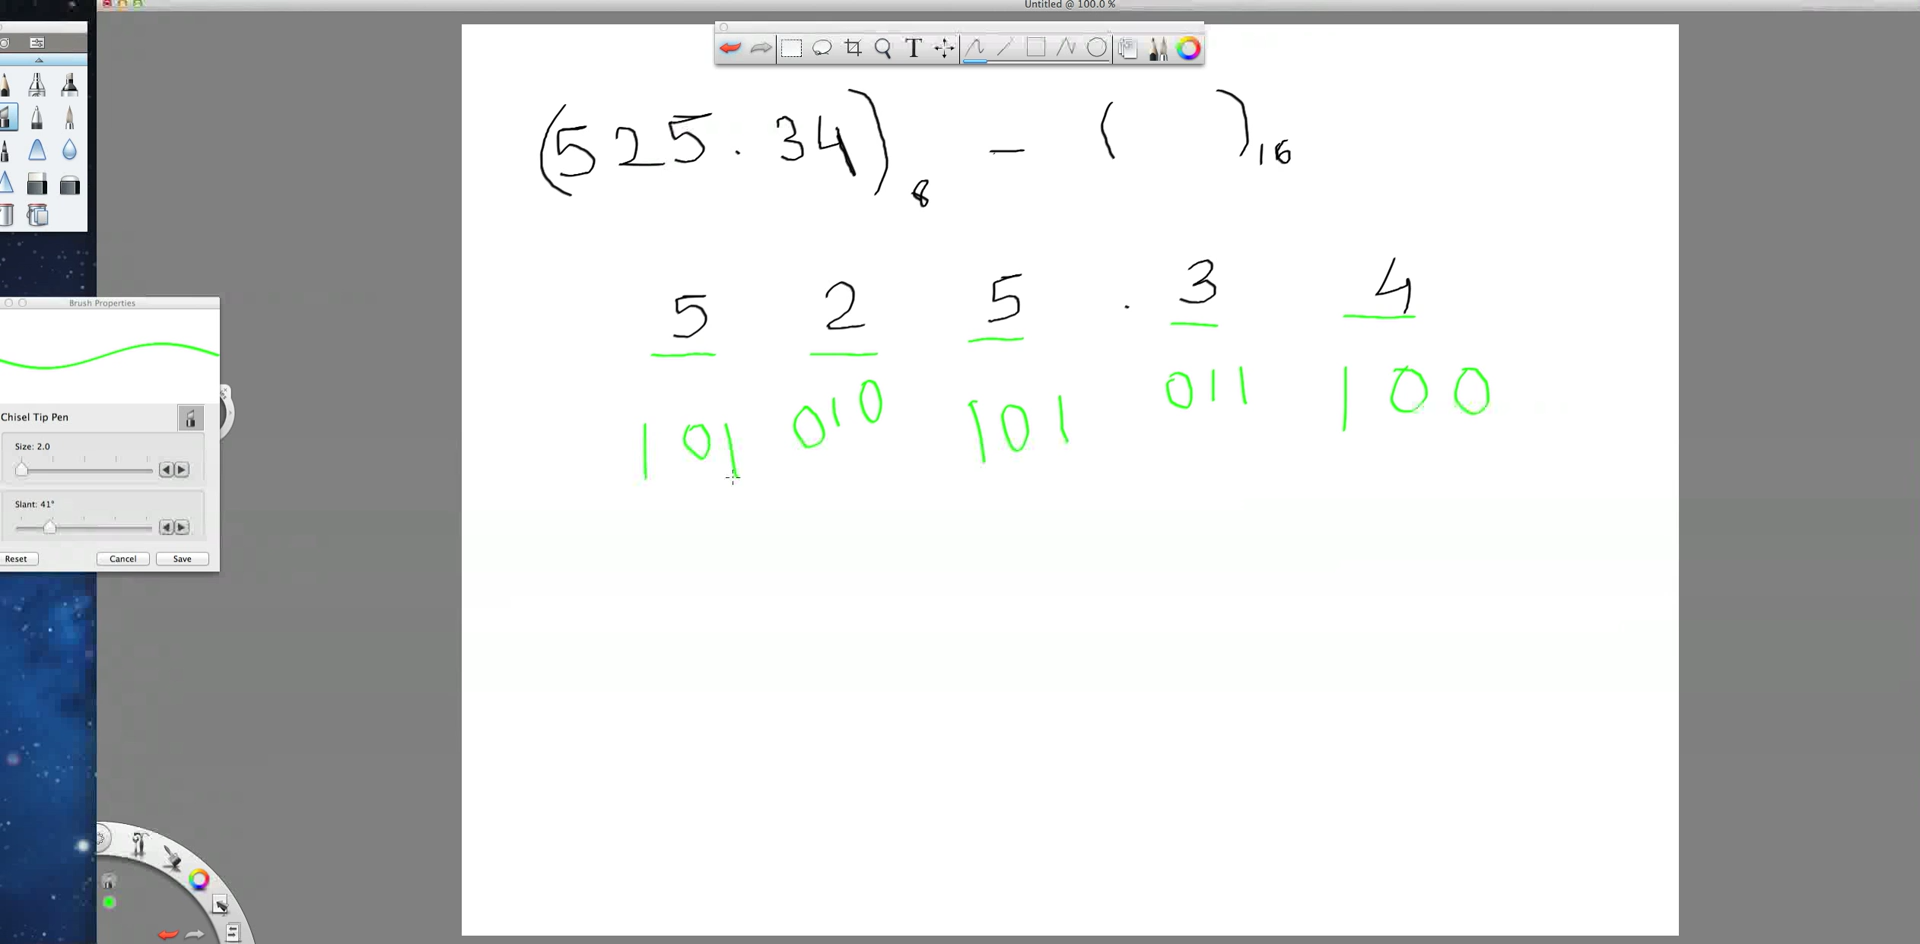 Untitled @ 100.0 %
T
(525.34)8 – ( )16
5 2 5 . 3 4
101 010 101 011 100
Brush Properties
Chisel Tip Pen
Size: 2.0
Slant: 41°
Reset Cancel Save